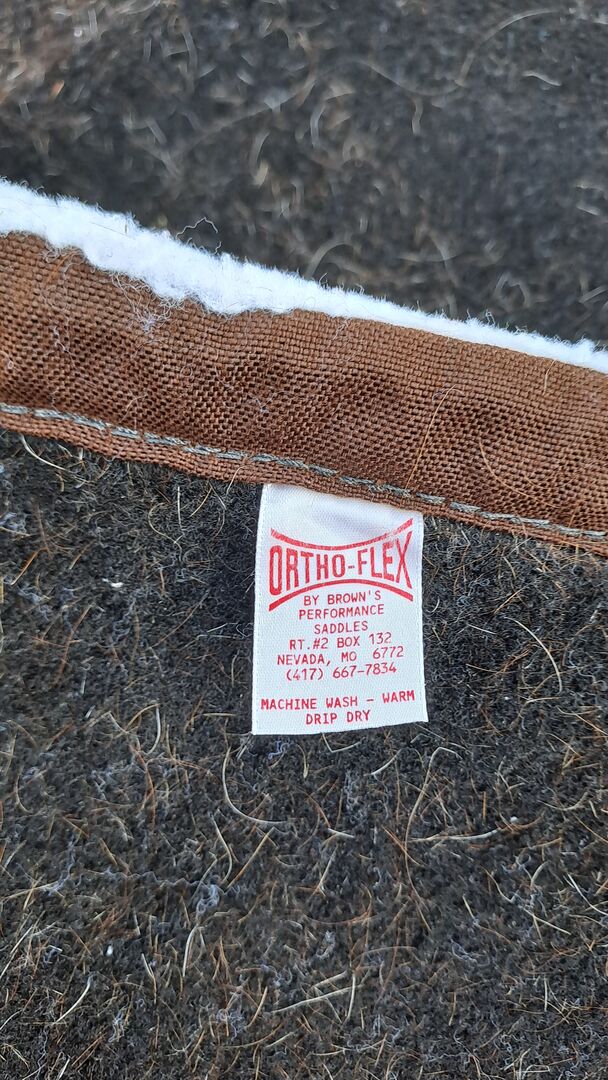 ORTHO-FLEX
BY BROWN'S
PERFORMANCE
SADDLES
RT.#2 BOX 132
NEVADA, MO 6772
(417) 667-7834
MACHINE WASH - WARM
DRIP DRY